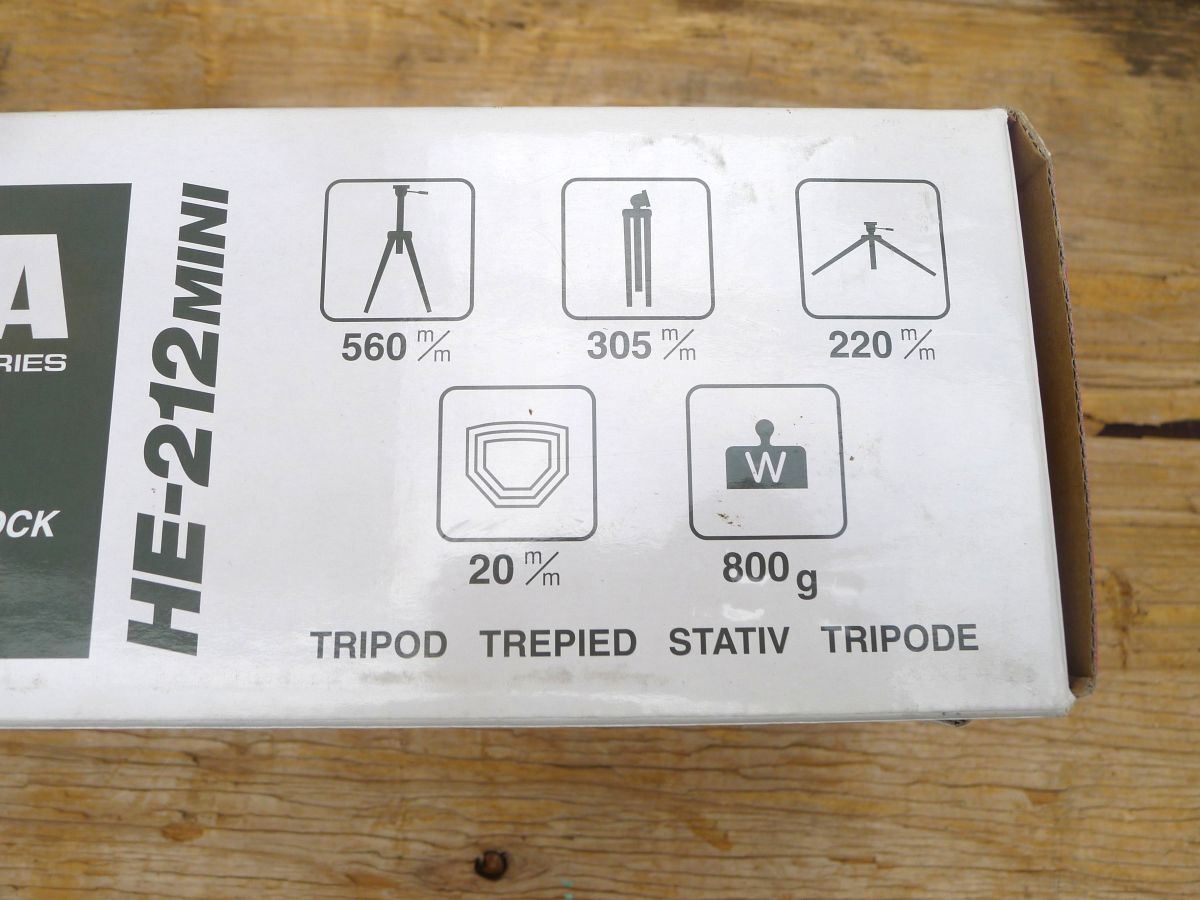 A
RIES
OCK
HE-212MINI
560 m/m
305 m/m
220 m/m
20 m/m
W
800g
TRIPOD TREPIED STATIV TRIPODE